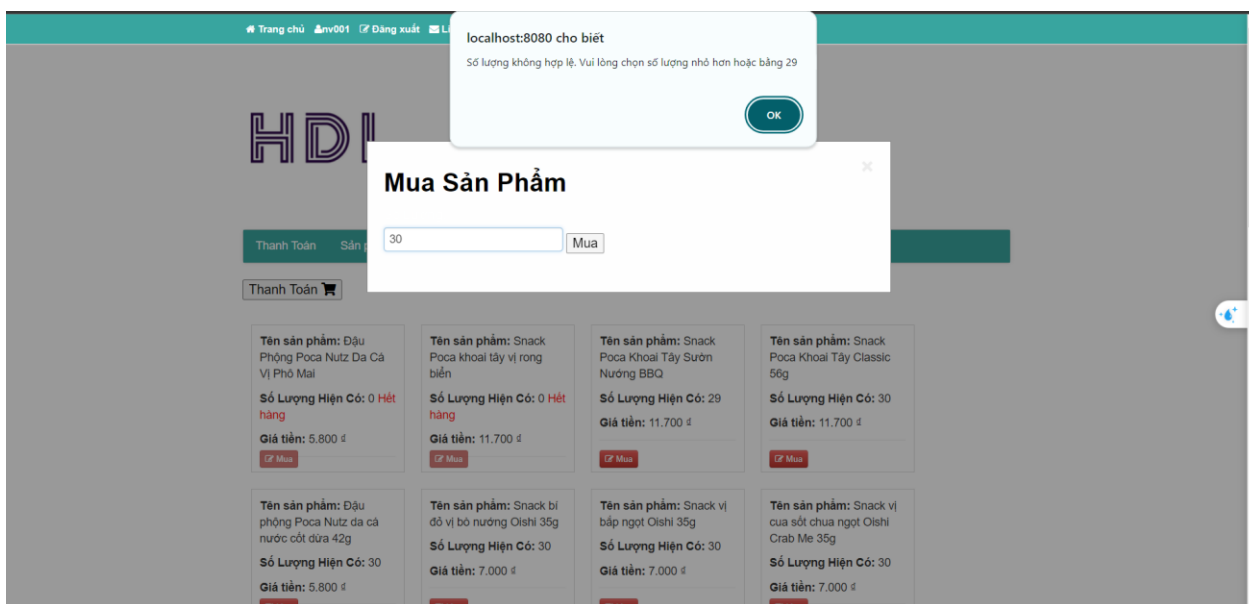 Trang chủ nv001 Đăng xuất
localhost:8080 cho biết
Số lượng không hợp lệ. Vui lòng chọn số lượng nhỏ hơn hoặc bằng 29
OK
HDI
×
Mua Sản Phẩm
30 Mua
Thanh Toán Sản
Thanh Toán
Tên sản phẩm: Đậu
Phộng Poca Nutz Da Cá
Vị Phô Mai
Số Lượng Hiện Có: 0 Hết
hàng
Giá tiền: 5.800 ₫
Mua
Tên sản phẩm: Snack
Poca khoai tây vị rong
biển
Số Lượng Hiện Có: 0 Hết
hàng
Giá tiền: 11.700 ₫
Mua
Tên sản phẩm: Snack
Poca Khoai Tây Sườn
Nướng BBQ
Số Lượng Hiện Có: 29
Giá tiền: 11.700 ₫
Mua
Tên sản phẩm: Snack
Poca Khoai Tây Classic
56g
Số Lượng Hiện Có: 30
Giá tiền: 11.700 ₫
Mua
Tên sản phẩm: Đậu
phộng Poca Nutz da cá
nước cốt dừa 42g
Số Lượng Hiện Có: 30
Giá tiền: 5.800 ₫
Tên sản phẩm: Snack bí
đỏ vị bò nướng Oishi 35g
Số Lượng Hiện Có: 30
Giá tiền: 7.000 ₫
Tên sản phẩm: Snack vị
bắp ngọt Oishi 35g
Số Lượng Hiện Có: 30
Giá tiền: 7.000 ₫
Tên sản phẩm: Snack vị
cua sốt chua ngọt Oishi
Crab Me 35g
Số Lượng Hiện Có: 30
Giá tiền: 7.000 ₫